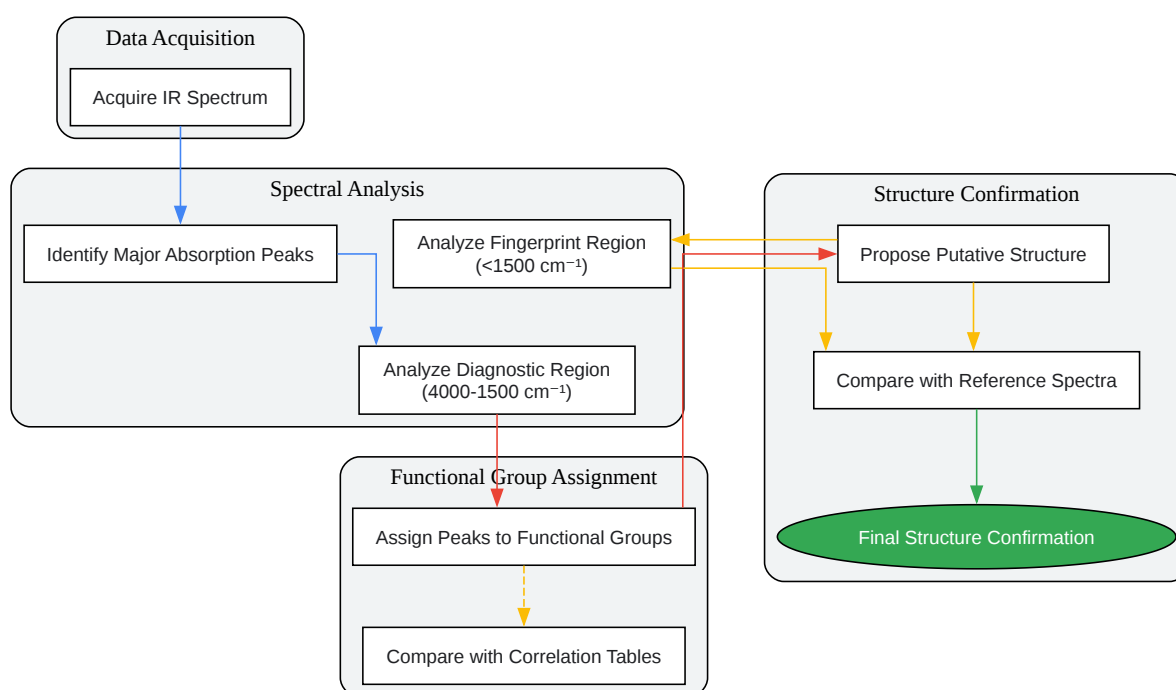 Data Acquisition
Acquire IR Spectrum
Spectral Analysis
Identify Major Absorption Peaks
Analyze Fingerprint Region
(<1500 cm⁻¹)
Analyze Diagnostic Region
(4000-1500 cm⁻¹)
Functional Group Assignment
Assign Peaks to Functional Groups
Compare with Correlation Tables
Structure Confirmation
Propose Putative Structure
Compare with Reference Spectra
Final Structure Confirmation